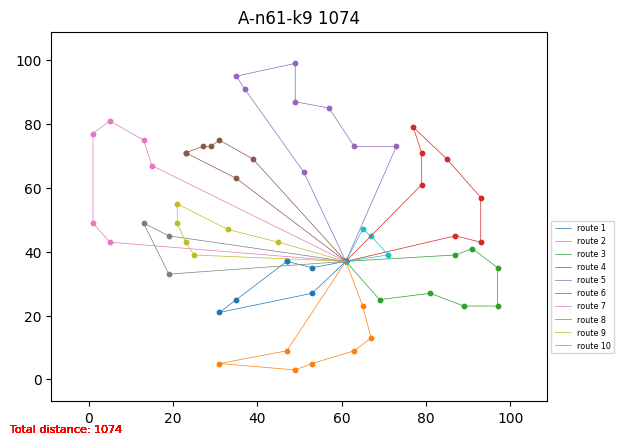 A-n61-k9 1074
100
80
60
40
20
0
0 20 40 60 80 100
route 1
route 2
route 3
route 4
route 5
route 6
route 7
route 8
route 9
route 10
Total distance: 1074